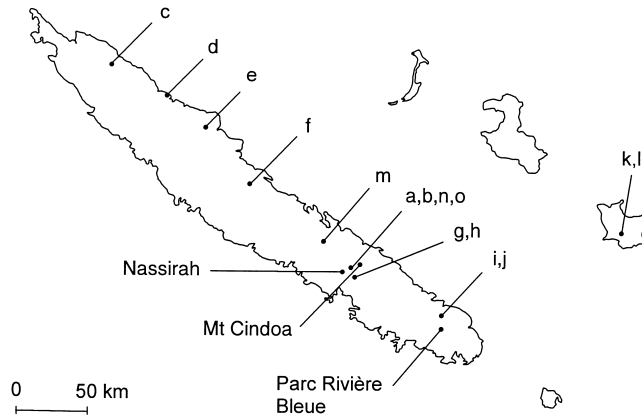 c
d
e
f
k,l
m
a,b,n,o
g,h
Nassirah
i,j
Mt Cindoa
Parc Rivière
Bleue
0 50 km